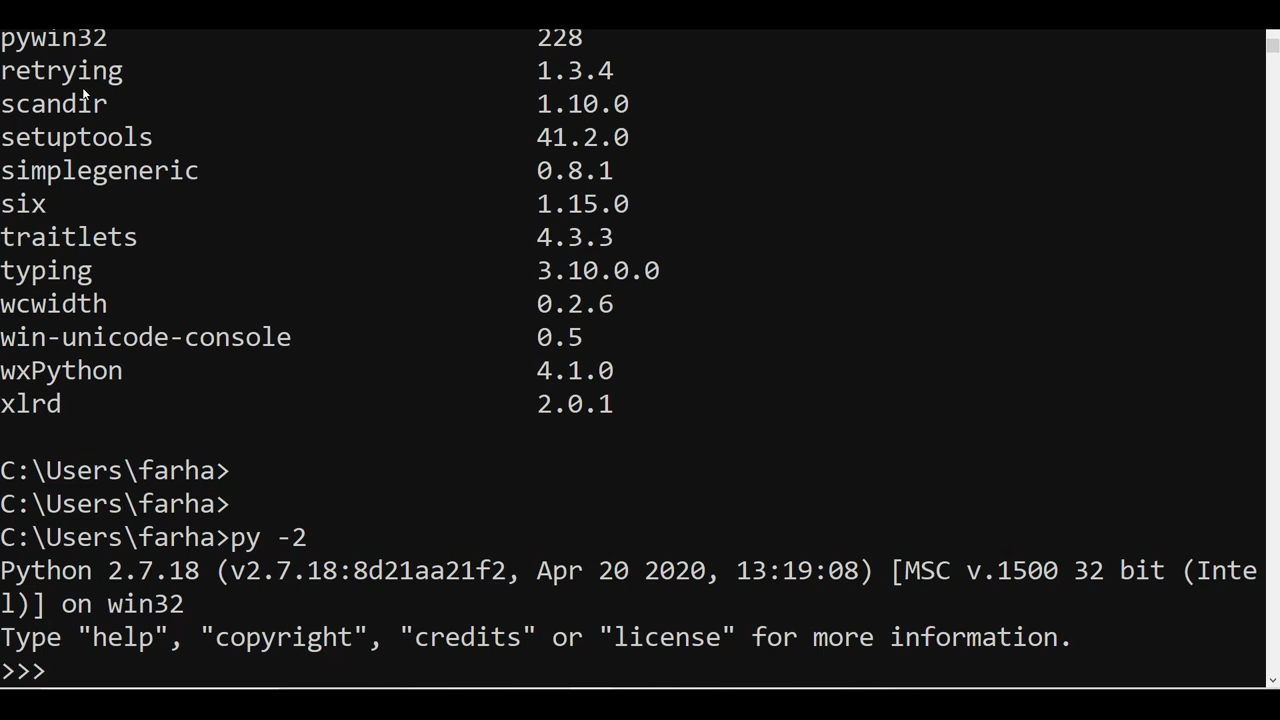 pywin32 228
retrying 1.3.4
scandir 1.10.0
setuptools 41.2.0
simplegeneric 0.8.1
six 1.15.0
traitlets 4.3.3
typing 3.10.0.0
wcwidth 0.2.6
win-unicode-console 0.5
wxPython 4.1.0
xlrd 2.0.1
C:\Users\farha>
C:\Users\farha>
C:\Users\farha>py -2
Python 2.7.18 (v2.7.18:8d21aa21f2, Apr 20 2020, 13:19:08) [MSC v.1500 32 bit (Inte
l)] on win32
Type "help", "copyright", "credits" or "license" for more information.
>>>